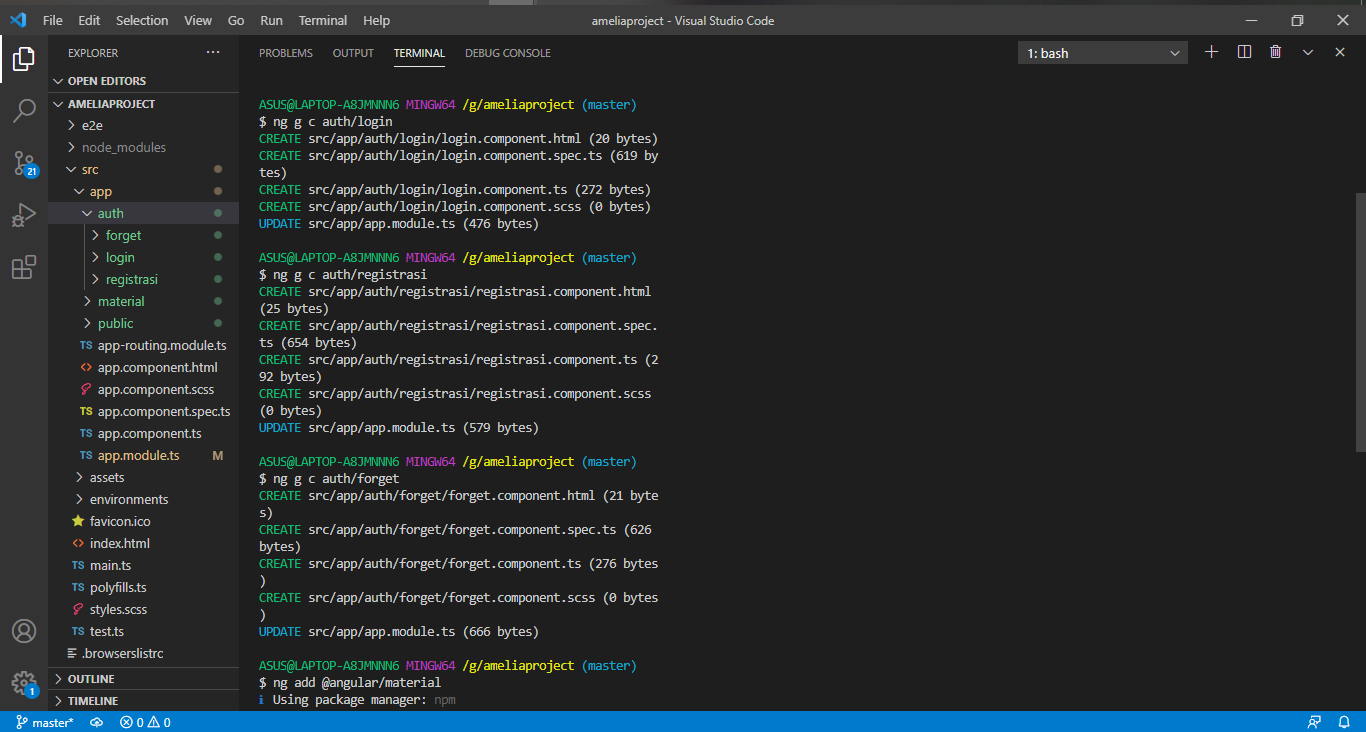 File Edit Selection View Go Run Terminal Help
ameliaproject - Visual Studio Code
EXPLORER
OPEN EDITORS
AMELIAPROJECT
e2e
node_modules
src
app
auth
forget
login
registrasi
material
public
TS app-routing.module.ts
<> app.component.html
app.component.scss
TS app.component.spec.ts
TS app.component.ts
TS app.module.ts M
assets
environments
favicon.ico
<> index.html
TS main.ts
TS polyfills.ts
styles.scss
TS test.ts
.browserslistrc
OUTLINE
TIMELINE
21
1
PROBLEMS OUTPUT TERMINAL DEBUG CONSOLE
1: bash
ASUS@LAPTOP-A8JMNNN6 MINGW64 /g/ameliaproject (master)
$ ng g c auth/login
CREATE src/app/auth/login/login.component.html (20 bytes)
CREATE src/app/auth/login/login.component.spec.ts (619 by
tes)
CREATE src/app/auth/login/login.component.ts (272 bytes)
CREATE src/app/auth/login/login.component.scss (0 bytes)
UPDATE src/app/app.module.ts (476 bytes)
ASUS@LAPTOP-A8JMNNN6 MINGW64 /g/ameliaproject (master)
$ ng g c auth/registrasi
CREATE src/app/auth/registrasi/registrasi.component.html
(25 bytes)
CREATE src/app/auth/registrasi/registrasi.component.spec.
ts (654 bytes)
CREATE src/app/auth/registrasi/registrasi.component.ts (2
92 bytes)
CREATE src/app/auth/registrasi/registrasi.component.scss
(0 bytes)
UPDATE src/app/app.module.ts (579 bytes)
ASUS@LAPTOP-A8JMNNN6 MINGW64 /g/ameliaproject (master)
$ ng g c auth/forget
CREATE src/app/auth/forget/forget.component.html (21 byte
s)
CREATE src/app/auth/forget/forget.component.spec.ts (626
bytes)
CREATE src/app/auth/forget/forget.component.ts (276 bytes
)
CREATE src/app/auth/forget/forget.component.scss (0 bytes
)
UPDATE src/app/app.module.ts (666 bytes)
ASUS@LAPTOP-A8JMNNN6 MINGW64 /g/ameliaproject (master)
$ ng add @angular/material
i Using package manager: npm
master* 0 0